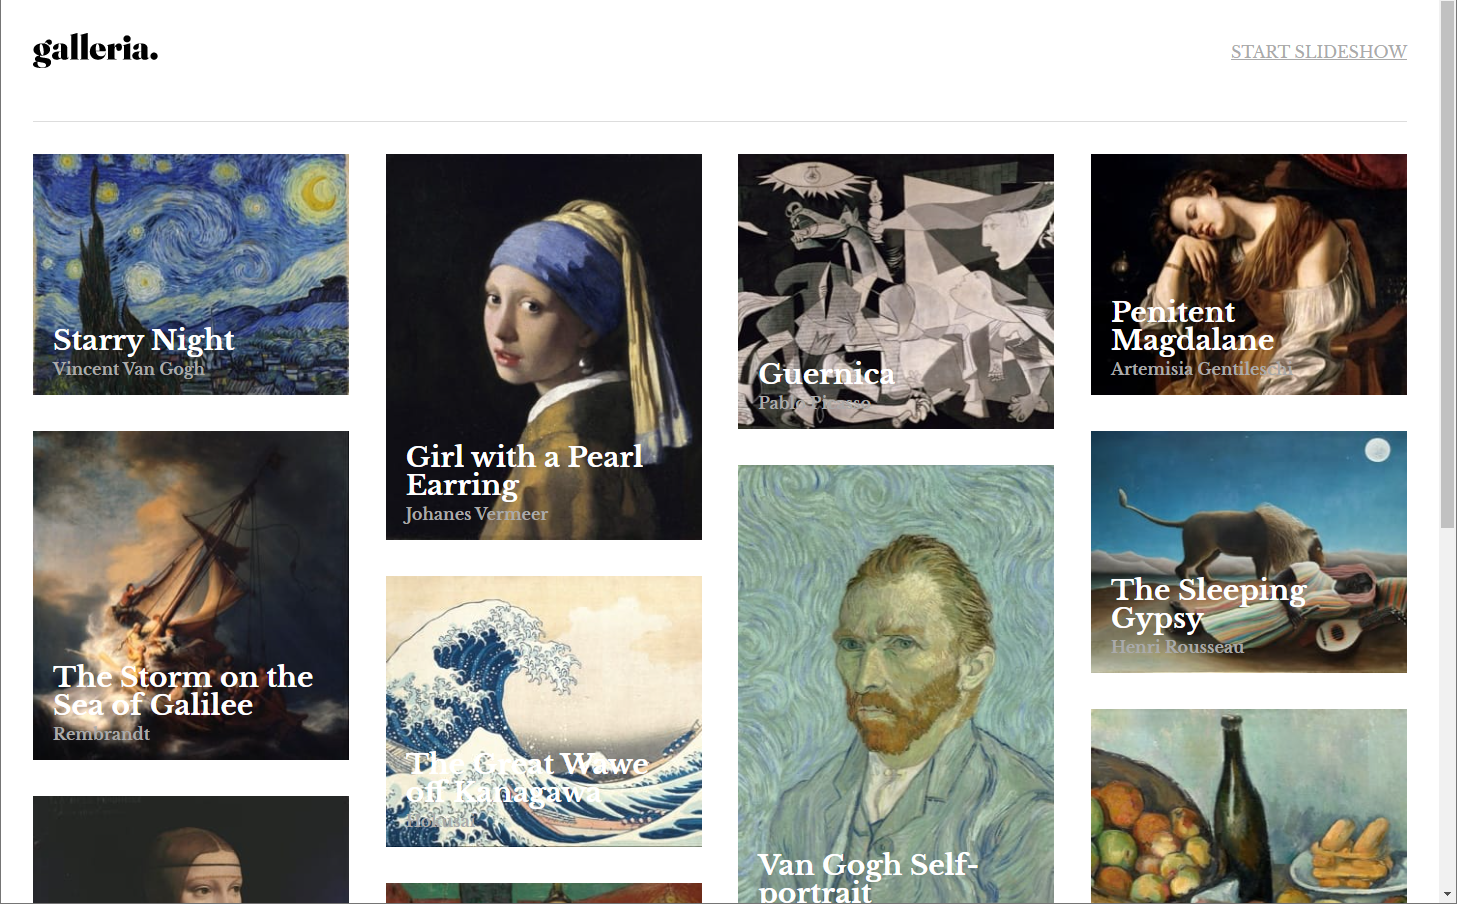 galleria.
START SLIDESHOW
Starry Night
Vincent Van Gogh
Girl with a Pearl
Earring
Johanes Vermeer
Guernica
Pablo Picasso
Penitent
Magdalane
Artemisia Gentileschi
The Storm on the
Sea of Galilee
Rembrandt
The Great Wawe
off Kanagawa
Hokusai
Van Gogh Self-
portrait
The Sleeping
Gypsy
Henri Rousseau